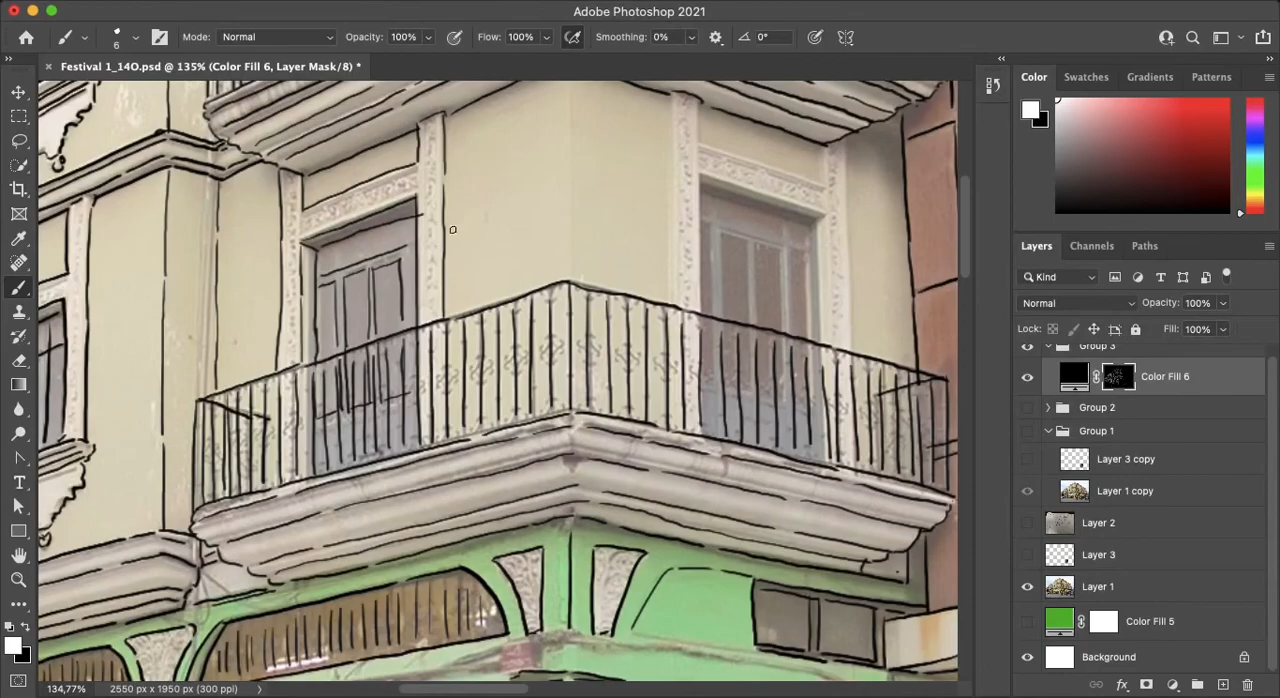 Adobe Photoshop 2021
6 Mode: Normal Opacity: 100% Flow: 100% Smoothing: 0% 0°
Festival 1_14O.psd @ 135% (Color Fill 6, Layer Mask/8) *
Color Swatches Gradients Patterns
Layers Channels Paths
Kind
Normal Opacity: 100%
Lock: Fill: 100%
Group 3
Color Fill 6
Group 2
Group 1
Layer 3 copy
Layer 1 copy
Layer 2
Layer 3
Layer 1
Color Fill 5
Background
134,77% 2550 px x 1950 px (300 ppi)